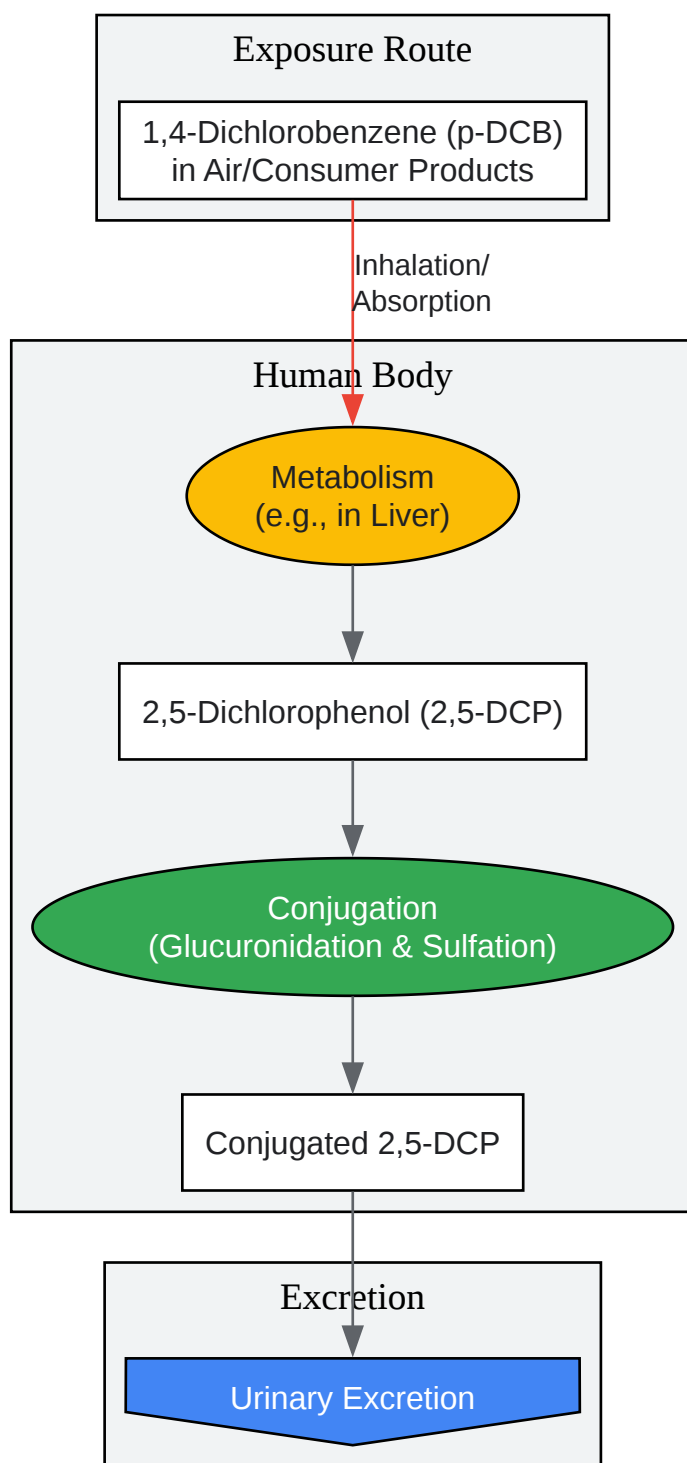 Exposure Route
1,4-Dichlorobenzene (p-DCB)
in Air/Consumer Products
Inhalation/
Absorption
Human Body
Metabolism
(e.g., in Liver)
2,5-Dichlorophenol (2,5-DCP)
Conjugation
(Glucuronidation & Sulfation)
Conjugated 2,5-DCP
Excretion
Urinary Excretion